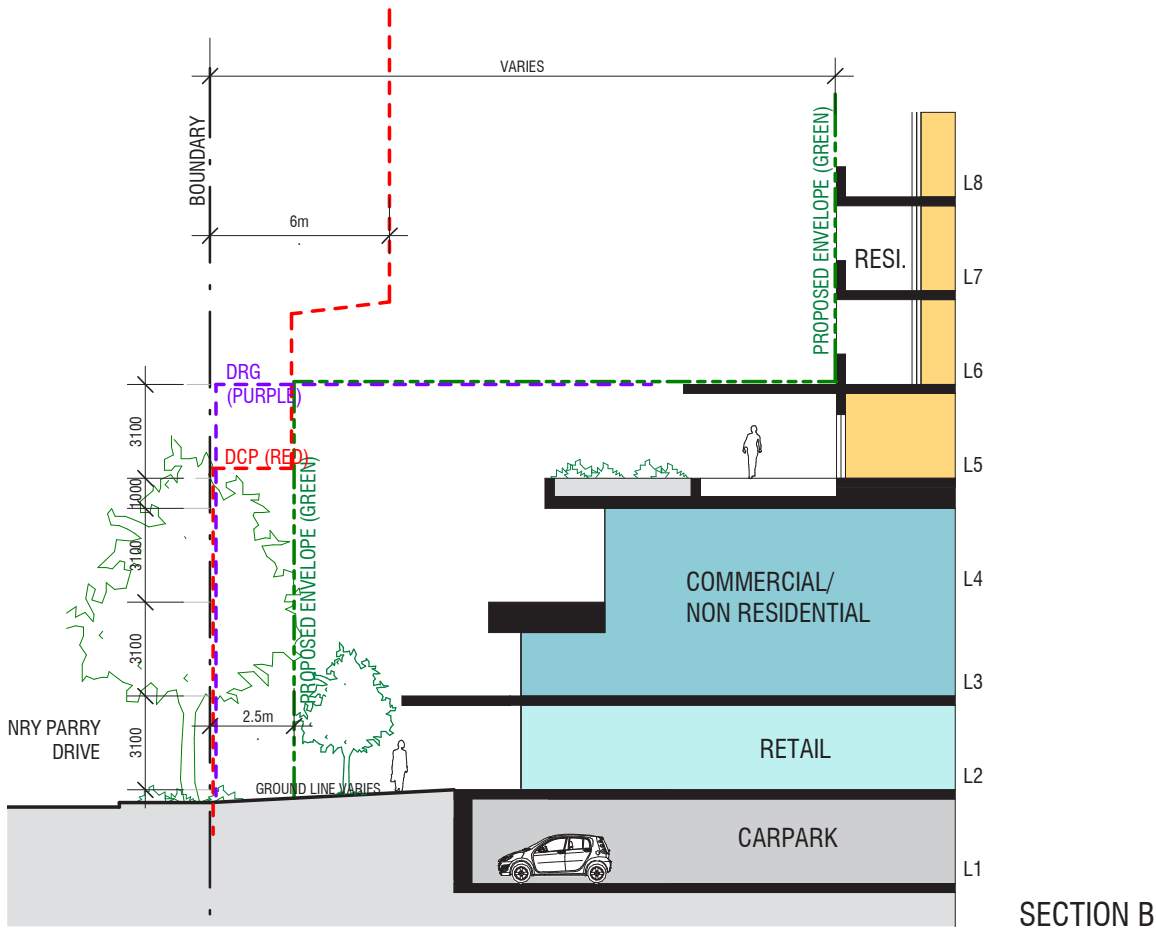 VARIES
BOUNDARY
6m
PROPOSED ENVELOPE (GREEN)
L8
RESI.
L7
L6
DRG
(PURPLE)
3100
DCP (RED)
L5
1000
PROPOSED ENVELOPE (GREEN)
3100
COMMERCIAL/
NON RESIDENTIAL
L4
3100
L3
2.5m
NRY PARRY
DRIVE
3100
RETAIL
L2
GROUND LINE VARIES
CARPARK
L1
SECTION B